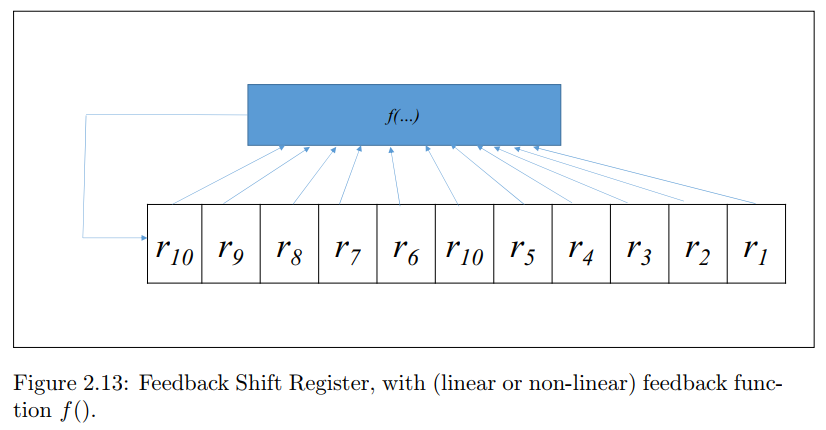 f(...)
r10 r9 r8 r7 r6 r10 r5 r4 r3 r2 r1
Figure 2.13: Feedback Shift Register, with (linear or non-linear) feedback func-
tion f().